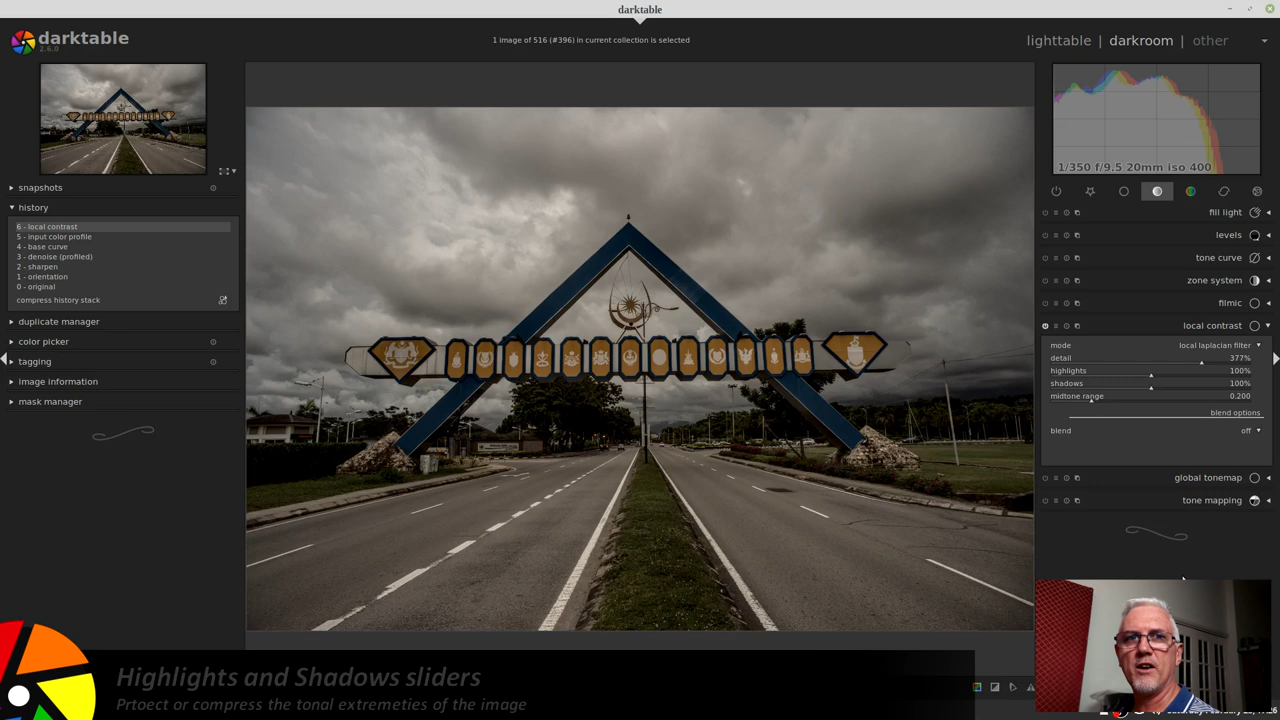 darktable
darktable
2.6.0
1 image of 516 (#396) in current collection is selected
lighttable | darkroom | other
1/350 f/9.5 20mm iso 400
snapshots
history
6 - local contrast
5 - input color profile
4 - base curve
3 - denoise (profiled)
2 - sharpen
1 - orientation
0 - original
compress history stack
duplicate manager
color picker
tagging
image information
mask manager
fill light
levels
tone curve
zone system
filmic
local contrast
mode local laplacian filter
detail 377%
highlights 100%
shadows 100%
midtone range 0.200
blend options
blend off
global tonemap
tone mapping
Highlights and Shadows sliders
Prtoect or compress the tonal extremeties of the image